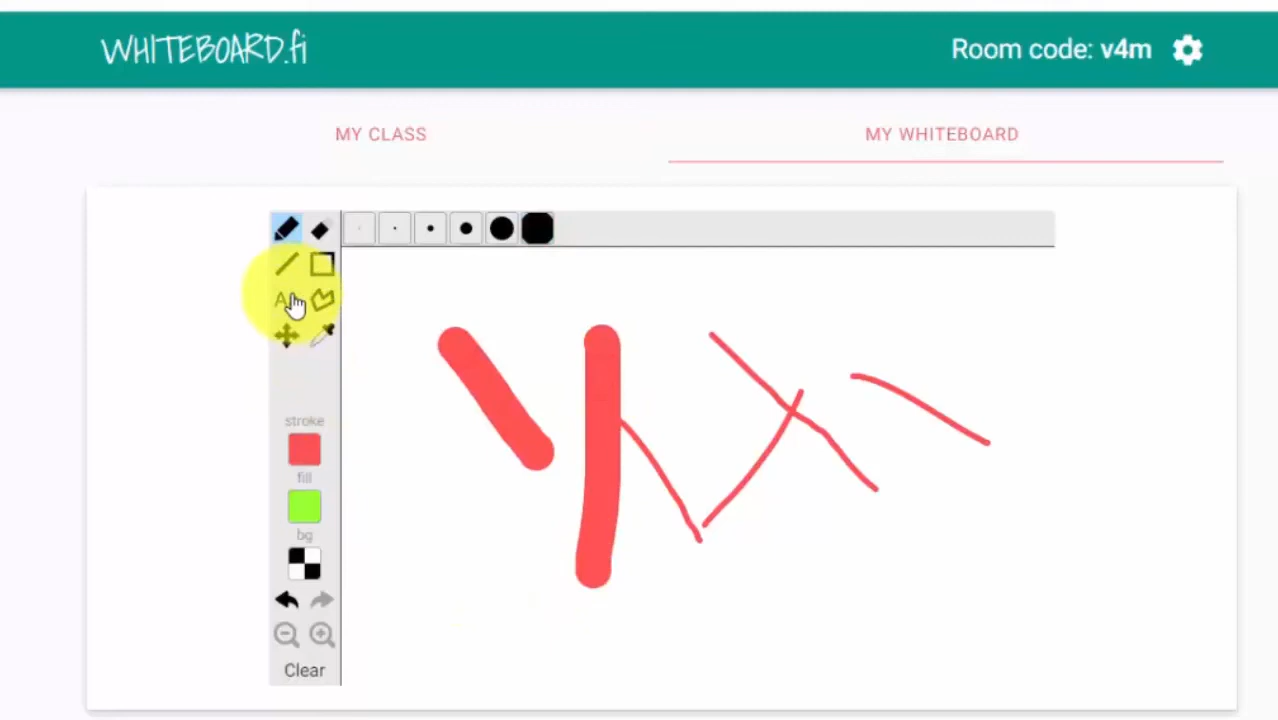 WHITEBOARD.fi
Room code: v4m
MY CLASS
MY WHITEBOARD
stroke
fill
bg
Clear